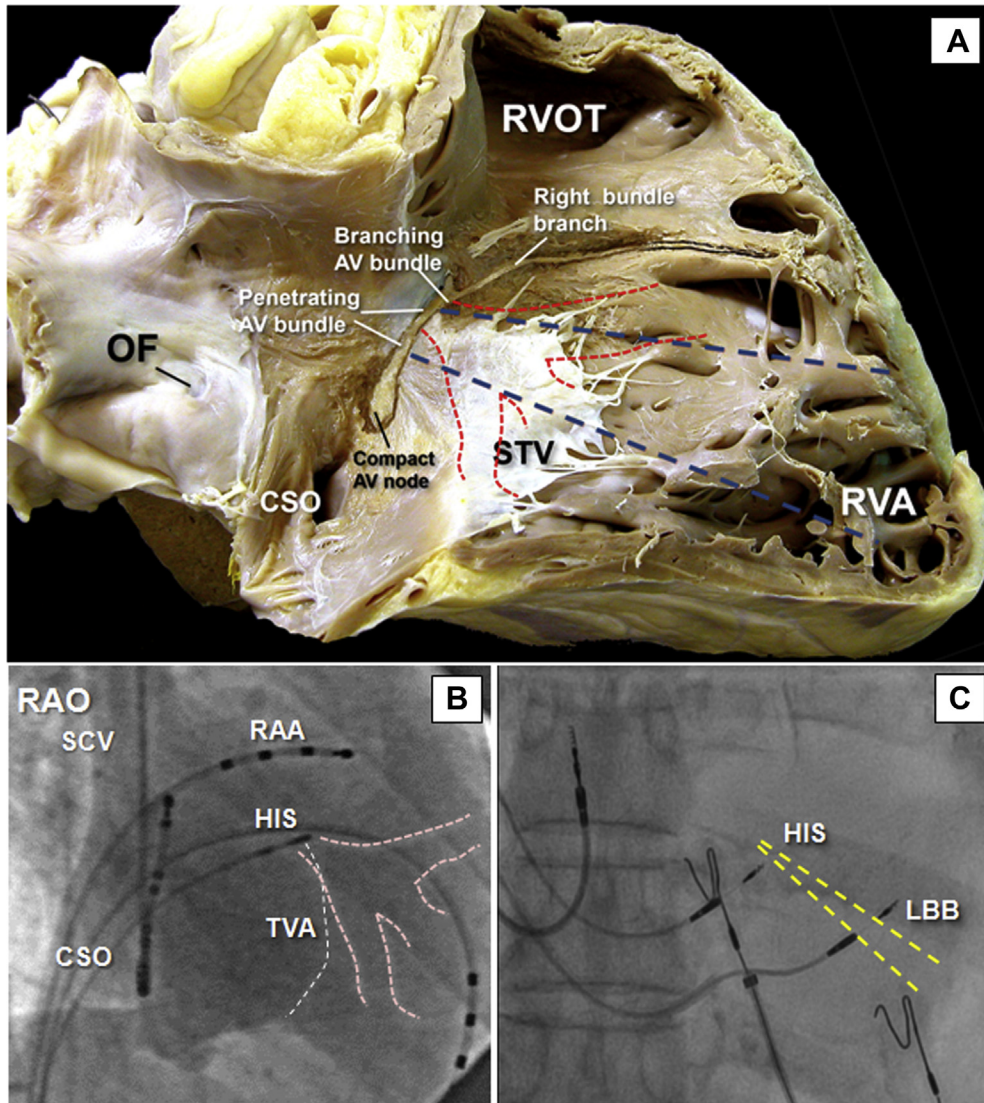 A
RVOT
Right bundle
branch
Branching
AV bundle
Penetrating
AV bundle
OF
STV
Compact
AV node
CSO
RVA
RAO
B
SCV
RAA
HIS
TVA
CSO
C
HIS
LBB